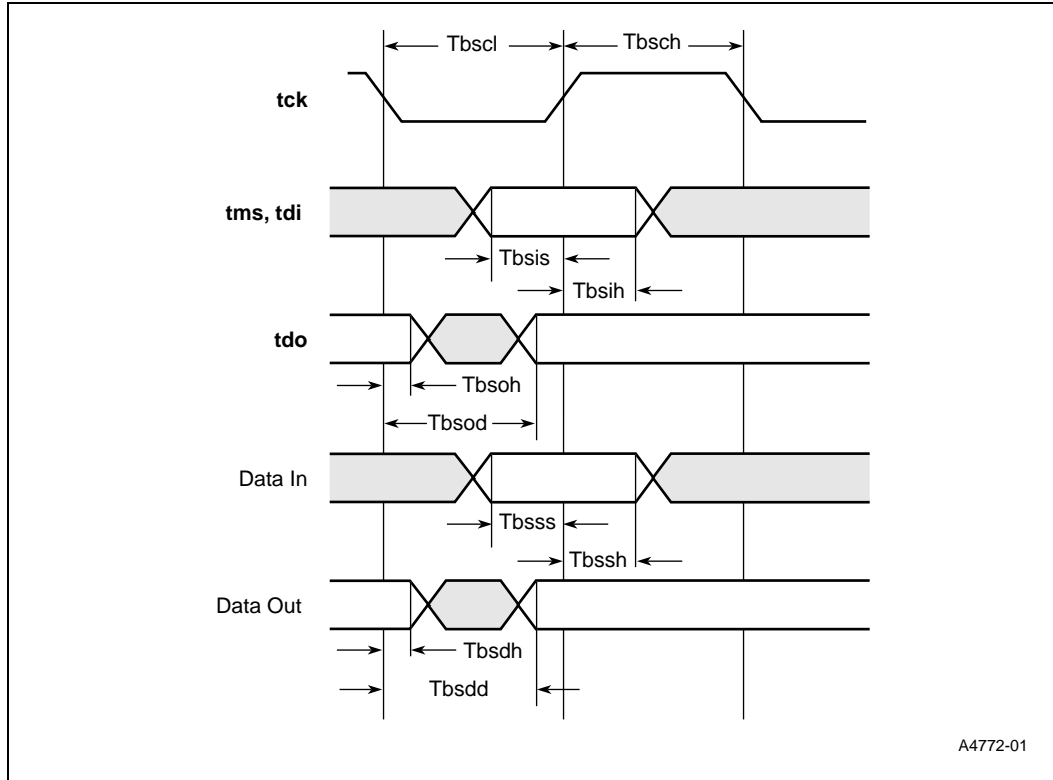 Tbscl
Tbsch
tck
tms, tdi
Tbsis
Tbsih
tdo
Tbsoh
Tbsod
Data In
Tbsss
Tbssh
Data Out
Tbsdh
Tbsdd
A4772-01